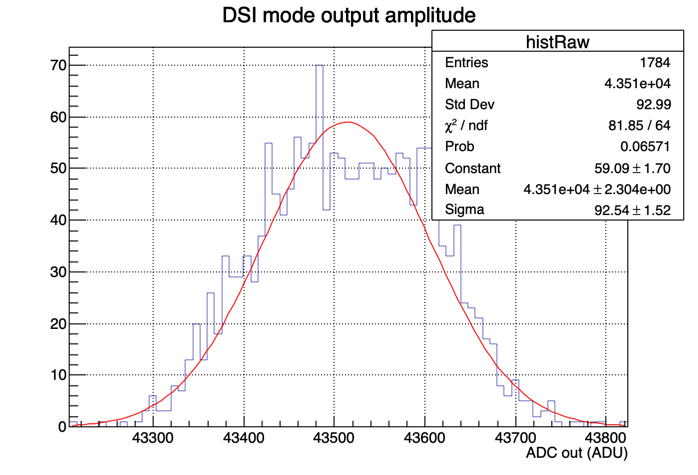 DSI mode output amplitude
histRaw
Entries 1784
Mean 4.351e+04
Std Dev 92.99
χ² / ndf 81.85 / 64
Prob 0.06571
Constant 59.09 ± 1.70
Mean 4.351e+04 ± 2.304e+00
Sigma 92.54 ± 1.52
70
60
50
40
30
20
10
0
43300 43400 43500 43600 43700 43800
ADC out (ADU)